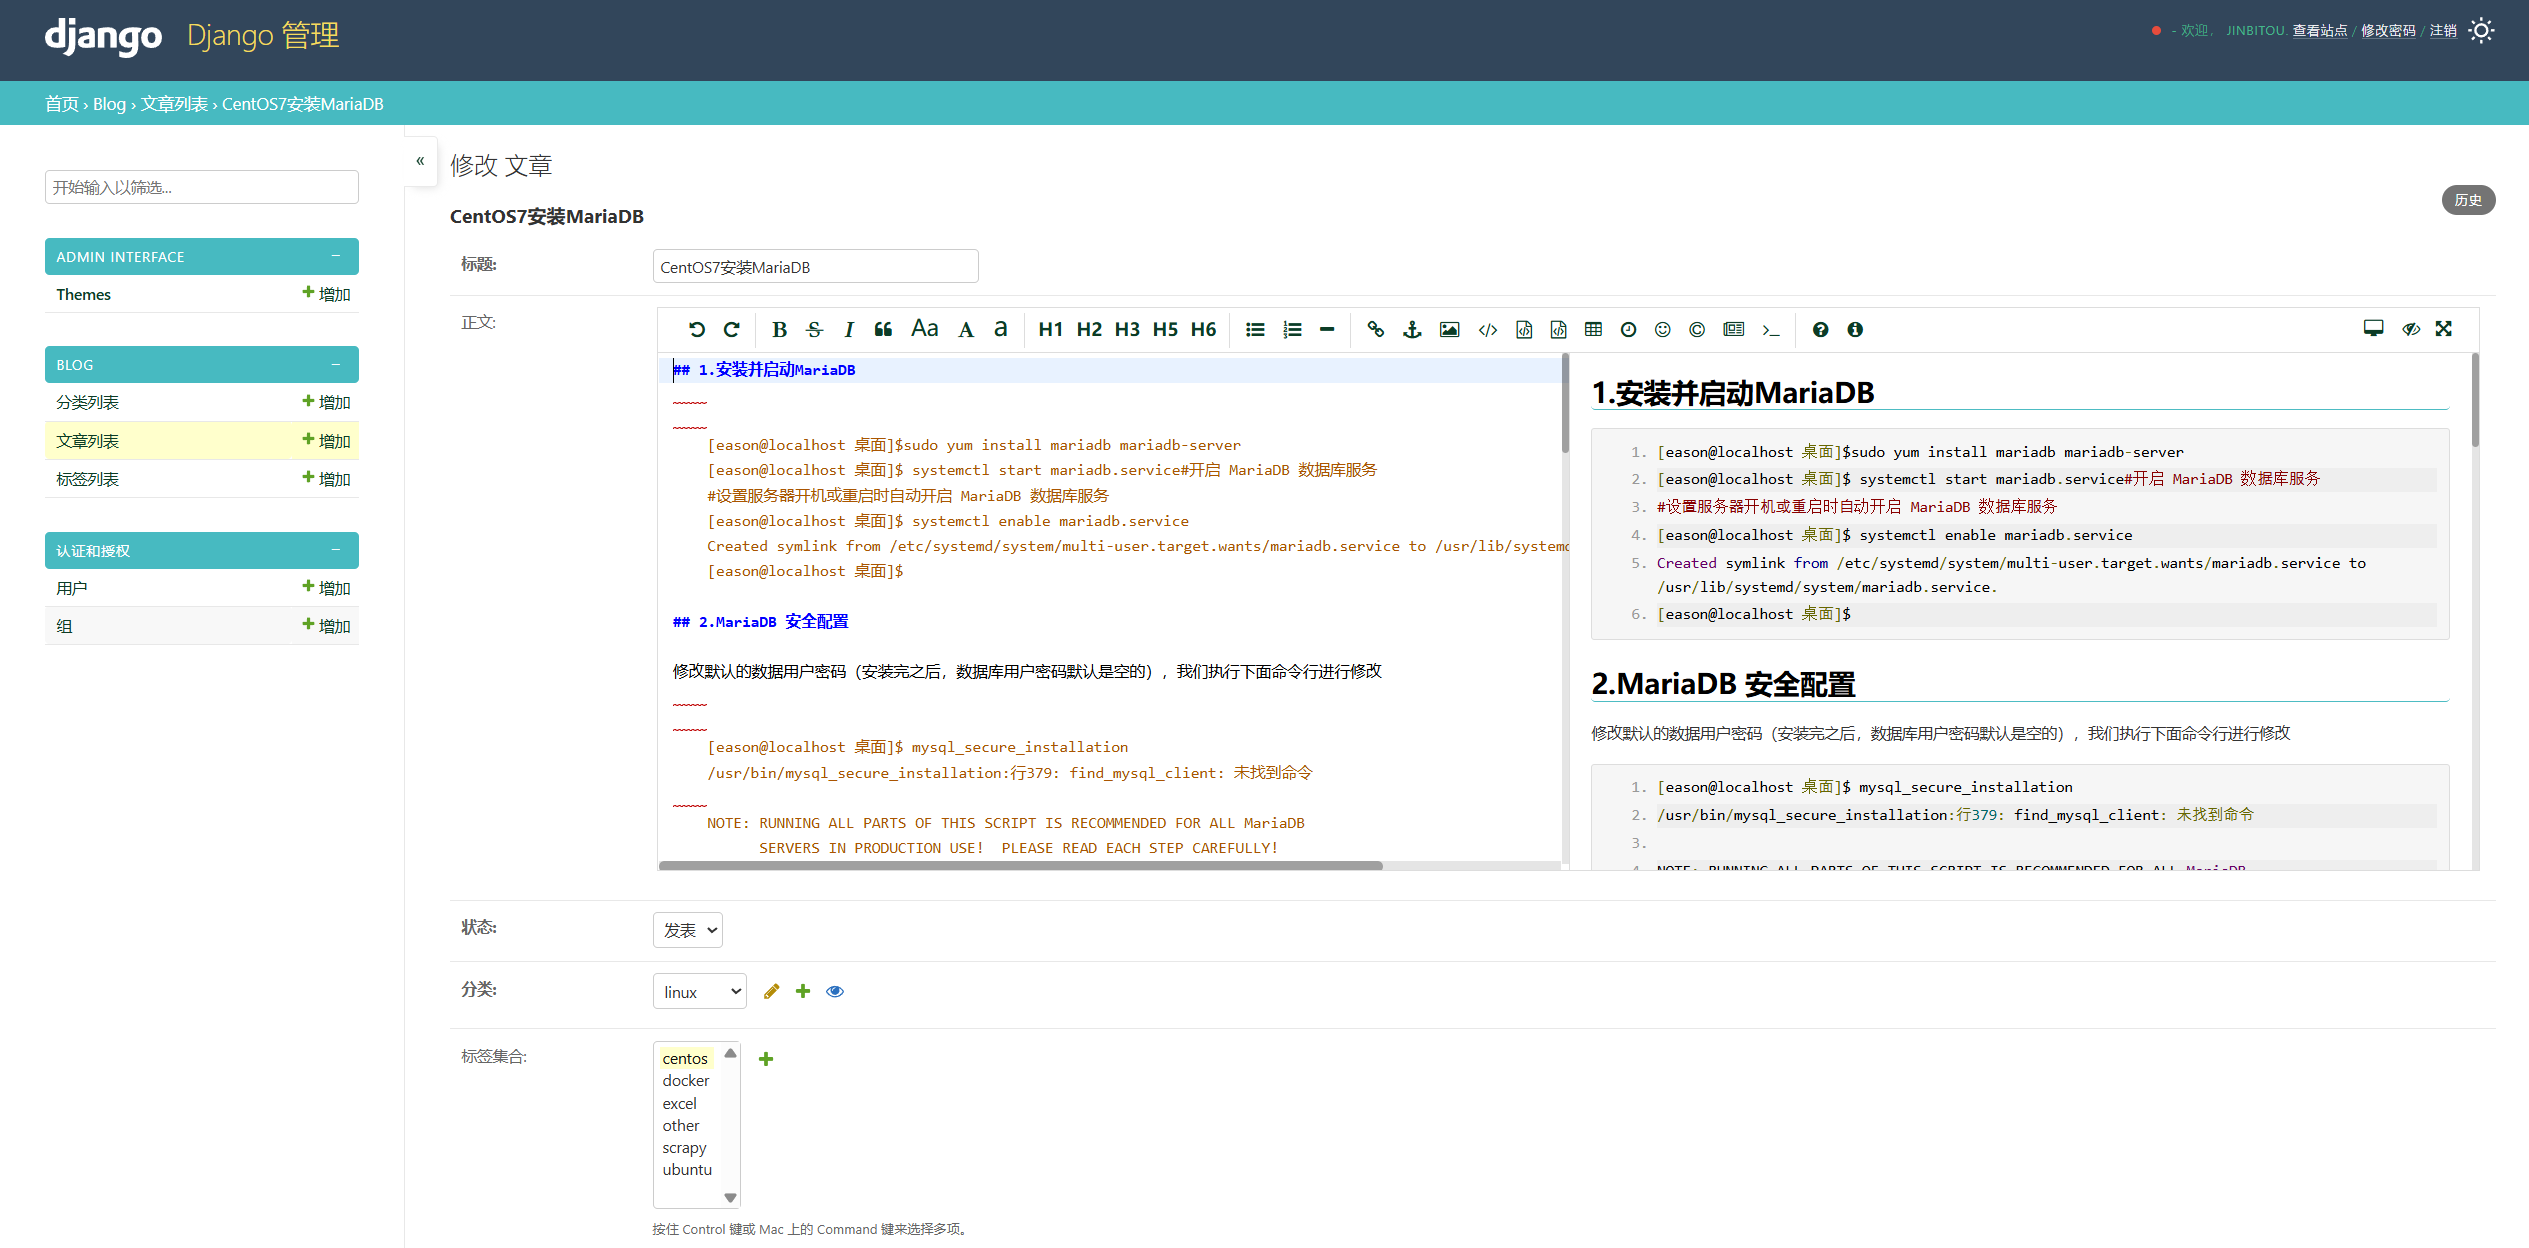 django Django 管理
- 欢迎， JINBITOU. 查看站点 / 修改密码 / 注销
首页 › Blog › 文章列表 › CentOS7安装MariaDB
开始输入以筛选...
ADMIN INTERFACE −
Themes + 增加
BLOG −
分类列表 + 增加
文章列表 + 增加
标签列表 + 增加
认证和授权 −
用户 + 增加
组 + 增加
«
修改 文章
历史
CentOS7安装MariaDB
标题: CentOS7安装MariaDB
正文:
B S I Aa A a H1 H2 H3 H5 H6
## 1.安装并启动MariaDB
[eason@localhost 桌面]$sudo yum install mariadb mariadb-server
[eason@localhost 桌面]$ systemctl start mariadb.service#开启 MariaDB 数据库服务
#设置服务器开机或重启时自动开启 MariaDB 数据库服务
[eason@localhost 桌面]$ systemctl enable mariadb.service
Created symlink from /etc/systemd/system/multi-user.target.wants/mariadb.service to /usr/lib/system
[eason@localhost 桌面]$
## 2.MariaDB 安全配置
修改默认的数据用户密码（安装完之后，数据库用户密码默认是空的），我们执行下面命令行进行修改
[eason@localhost 桌面]$ mysql_secure_installation
/usr/bin/mysql_secure_installation:行379: find_mysql_client: 未找到命令
NOTE: RUNNING ALL PARTS OF THIS SCRIPT IS RECOMMENDED FOR ALL MariaDB
SERVERS IN PRODUCTION USE!  PLEASE READ EACH STEP CAREFULLY!
1.安装并启动MariaDB
1. [eason@localhost 桌面]$sudo yum install mariadb mariadb-server
2. [eason@localhost 桌面]$ systemctl start mariadb.service#开启 MariaDB 数据库服务
3. #设置服务器开机或重启时自动开启 MariaDB 数据库服务
4. [eason@localhost 桌面]$ systemctl enable mariadb.service
5. Created symlink from /etc/systemd/system/multi-user.target.wants/mariadb.service to
/usr/lib/systemd/system/mariadb.service.
6. [eason@localhost 桌面]$
2.MariaDB 安全配置
修改默认的数据用户密码（安装完之后，数据库用户密码默认是空的），我们执行下面命令行进行修改
1. [eason@localhost 桌面]$ mysql_secure_installation
2. /usr/bin/mysql_secure_installation:行379: find_mysql_client: 未找到命令
3.
4. NOTE: RUNNING ALL PARTS OF THIS SCRIPT IS RECOMMENDED FOR ALL MariaDB
状态: 发表
分类: linux
标签集合:
centos
docker
excel
other
scrapy
ubuntu
按住 Control 键或 Mac 上的 Command 键来选择多项。